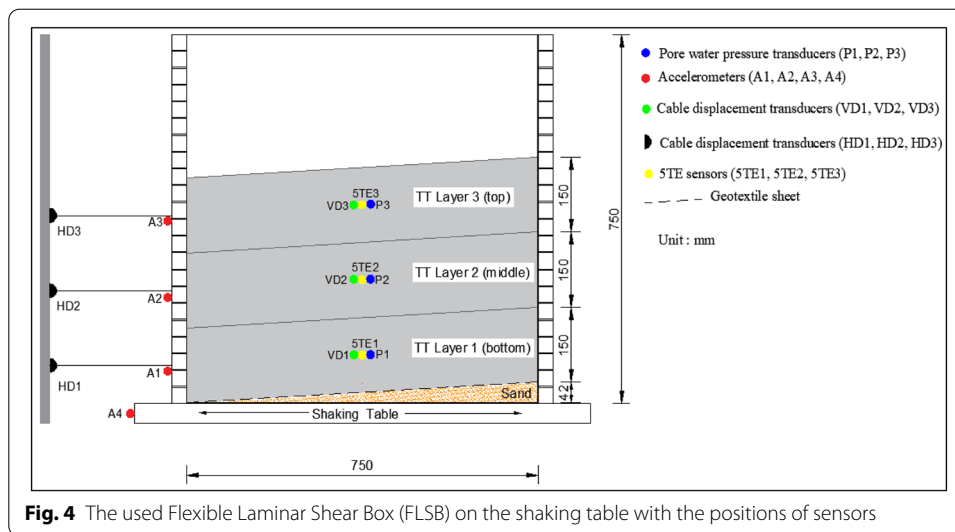 Pore water pressure transducers (P1, P2, P3)
Accelerometers (A1, A2, A3, A4)
Cable displacement transducers (VD1, VD2, VD3)
Cable displacement transducers (HD1, HD2, HD3)
5TE sensors (5TE1, 5TE2, 5TE3)
Geotextile sheet
Unit : mm
750
150
150
150
42
5TE3
VD3 P3
TT Layer 3 (top)
A3
HD3
5TE2
VD2 P2
TT Layer 2 (middle)
A2
HD2
5TE1
VD1 P1
TT Layer 1 (bottom)
A1
HD1
Sand
A4
Shaking Table
750
Fig. 4 The used Flexible Laminar Shear Box (FLSB) on the shaking table with the positions of sensors